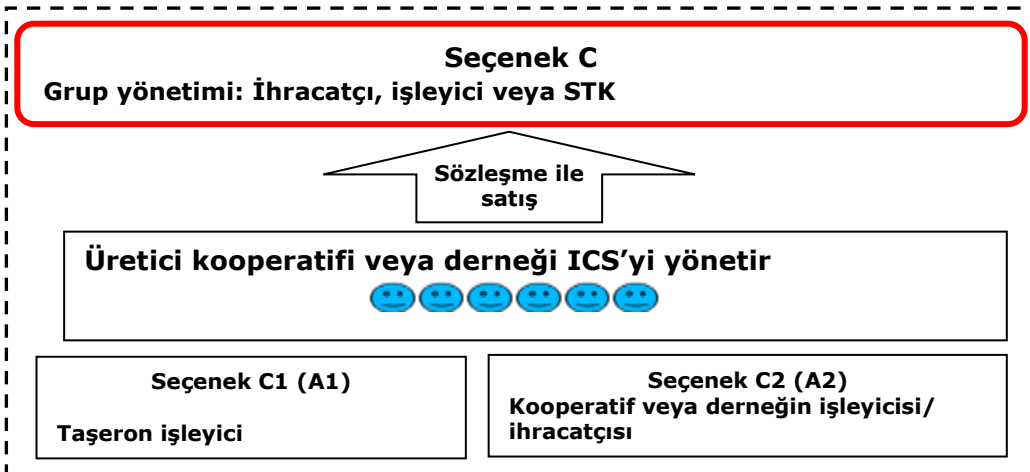 Seçenek C
Grup yönetimi: İhracatçı, işleyici veya STK
Sözleşme ile
satış
Üretici kooperatifi veya derneği ICS’yi yönetir
Seçenek C1 (A1)
Taşeron işleyici
Seçenek C2 (A2)
Kooperatif veya derneğin işleyicisi/
ihracatçısı